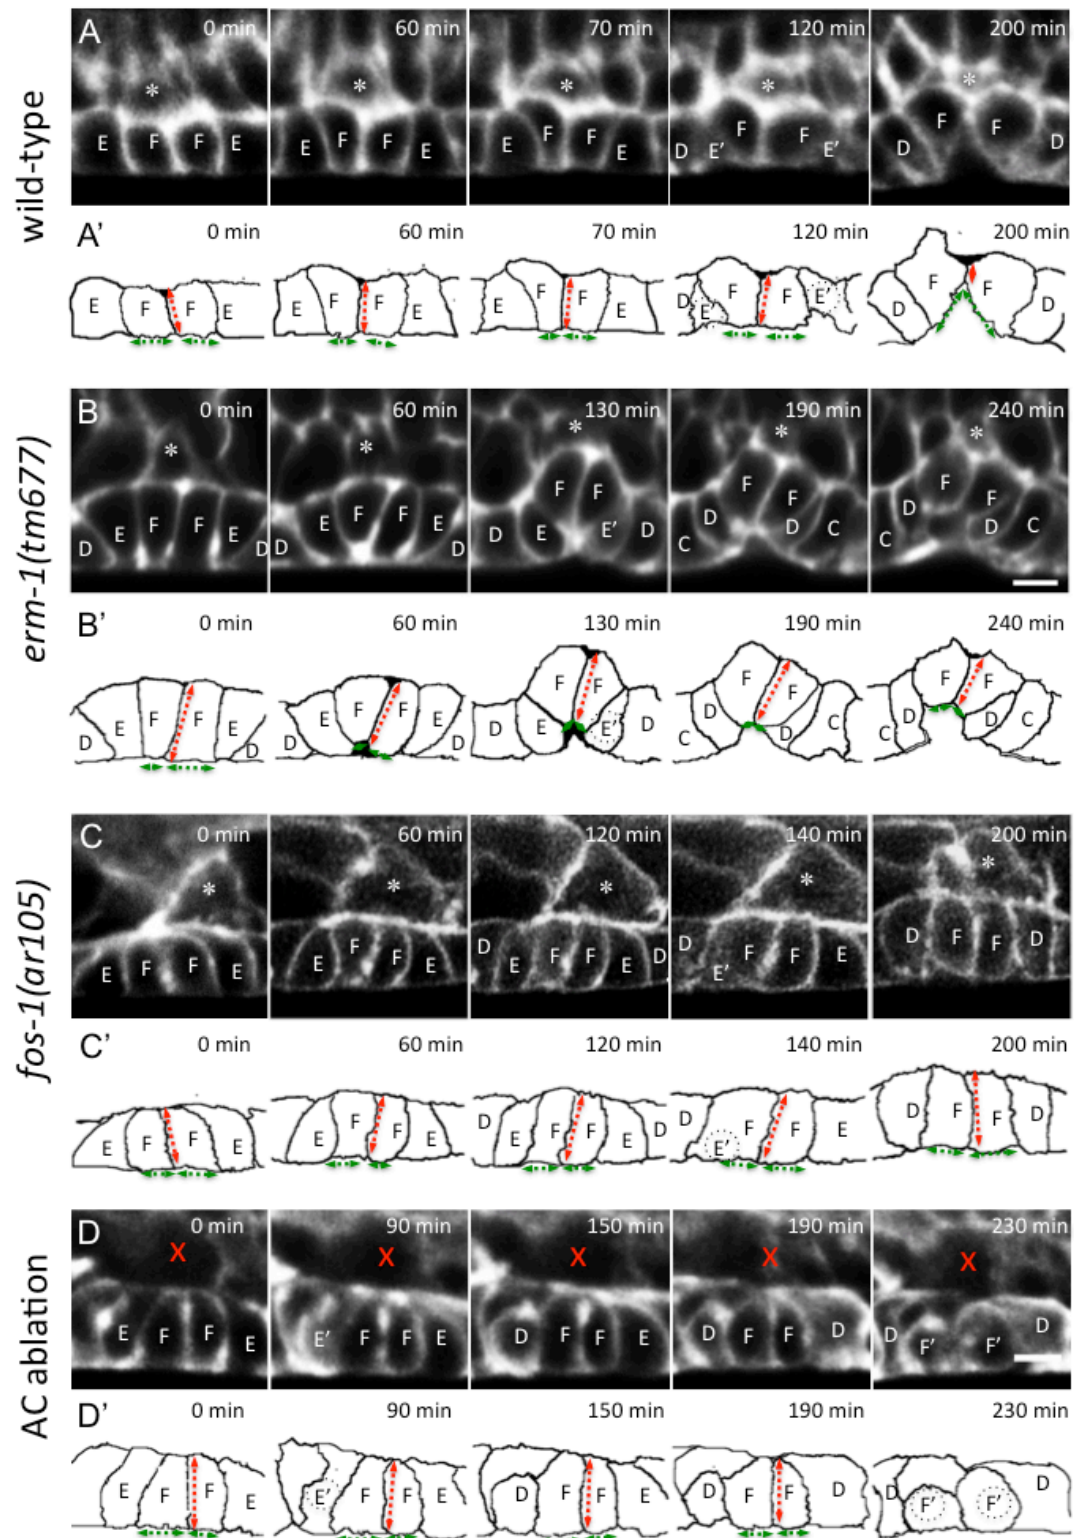 wild-type
A 0 min 60 min 70 min 120 min 200 min
* * * * *
E F F E E F F E E F F E D E′ F F E′ D F F D
A’ 0 min 60 min 70 min 120 min 200 min
E F F E E F F E E F F E D E′ F F E′ D F F D
erm-1(tm677)
B 0 min 60 min 130 min 190 min 240 min
* * * * *
D E F F E D D E F F E D D E F F E′ D C D F F D C C D F F D C
B’ 0 min 60 min 130 min 190 min 240 min
D E F F E D D E F F E D D E F F E′ D C D F F D C C D F F D C
fos-1(ar105)
C 0 min 60 min 120 min 140 min 200 min
* * * * *
E F F E E F F E D E F F E D D E′ F F E D F F D
C’ 0 min 60 min 120 min 140 min 200 min
E F F E E F F E D E F F E D D E′ F F E D F F D
AC ablation
D 0 min 90 min 150 min 190 min 230 min
X X X X X
E F F E E′ F F E D F F E D F F D D F′ F′ D
D’ 0 min 90 min 150 min 190 min 230 min
E F F E E′ F F E D F F E D F F D D F′ F′ D